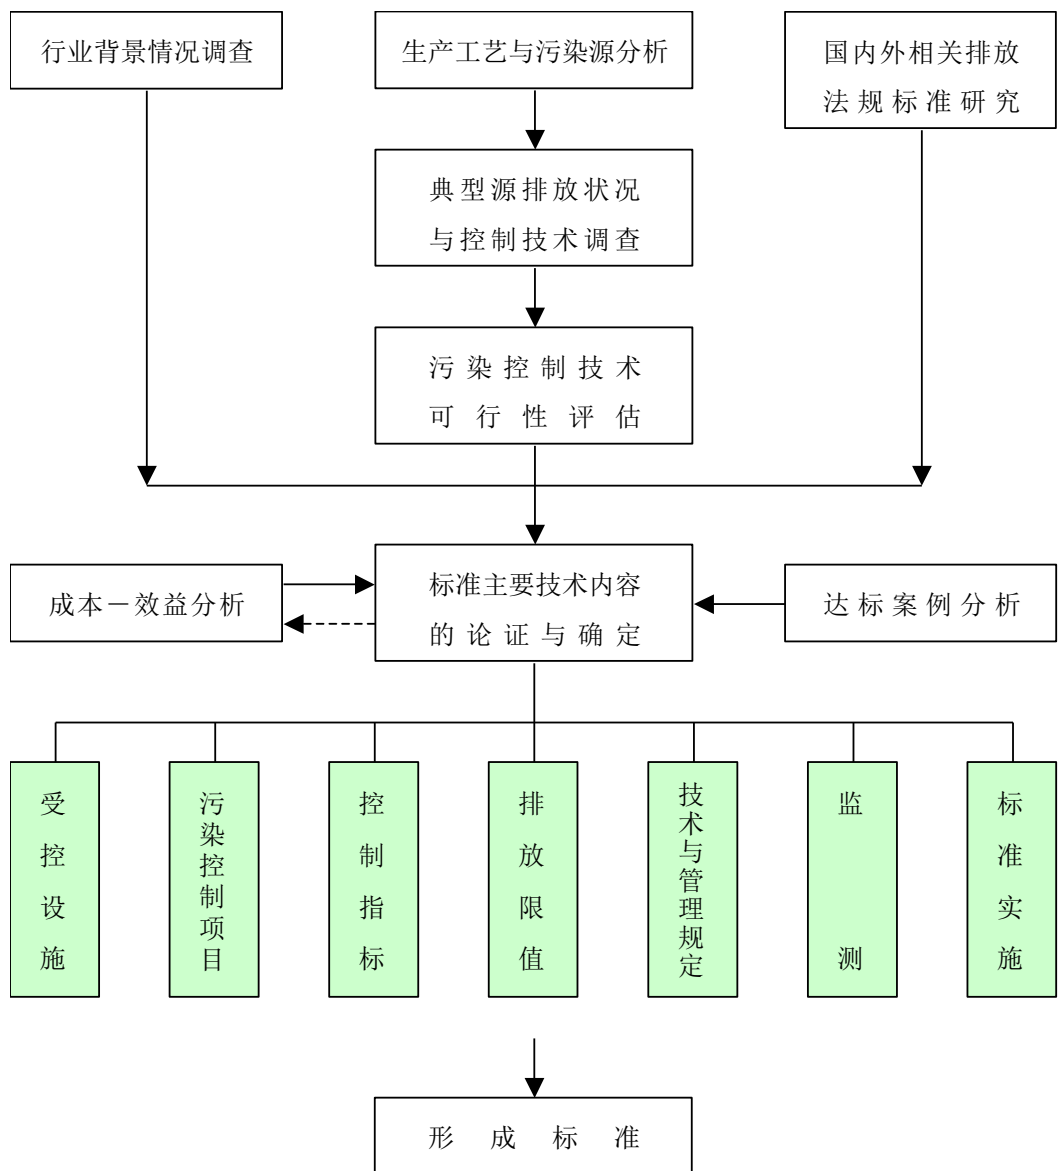 行业背景情况调查
生产工艺与污染源分析
国内外相关排放
法规标准研究
典型源排放状况
与控制技术调查
污染控制技术
可行性评估
成本－效益分析
标准主要技术内容
的论证与确定
达标案例分析
受控设施
污染控制项目
控制指标
排放限值
技术与管理规定
监测
标准实施
形成标准